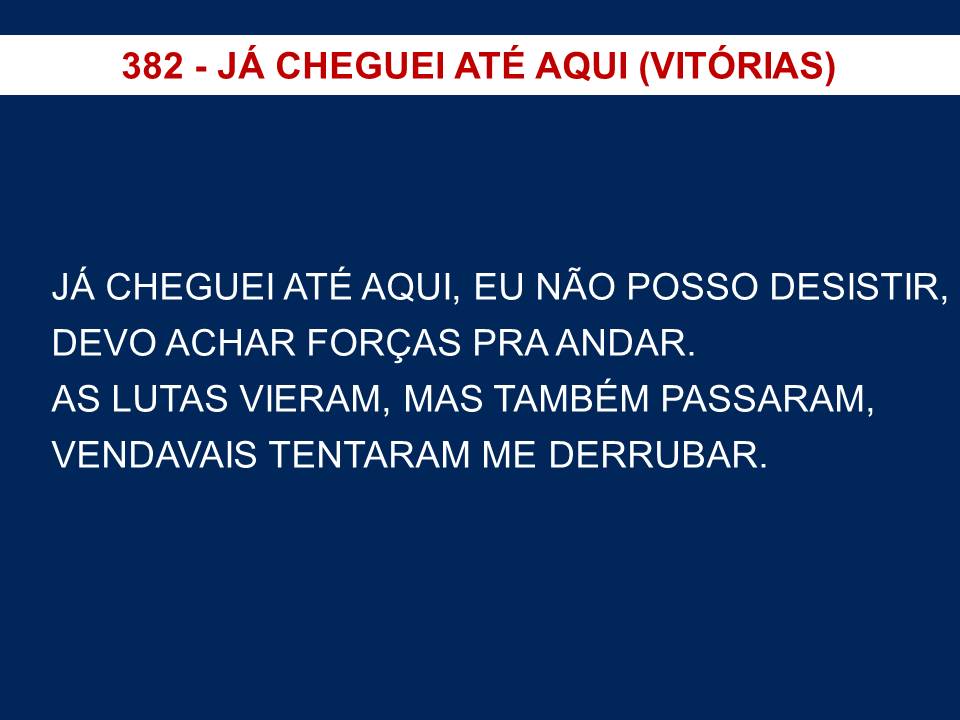 382 - JÁ CHEGUEI ATÉ AQUI (VITÓRIAS)
JÁ CHEGUEI ATÉ AQUI, EU NÃO POSSO DESISTIR,
DEVO ACHAR FORÇAS PRA ANDAR.
AS LUTAS VIERAM, MAS TAMBÉM PASSARAM,
VENDAVAIS TENTARAM ME DERRUBAR.